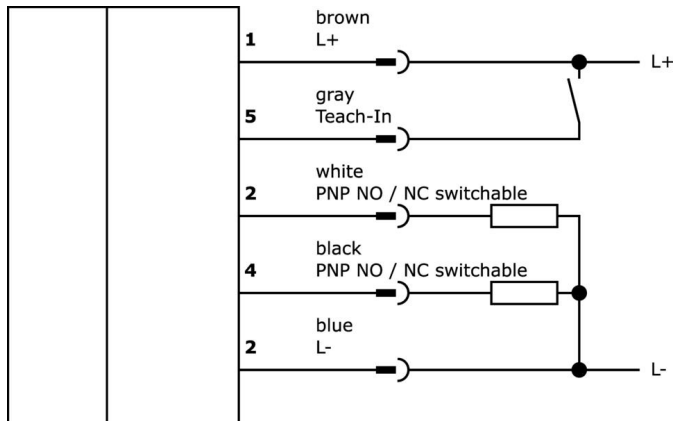 brown
1 L+
L+
gray
5 Teach-In
white
2 PNP NO / NC switchable
black
4 PNP NO / NC switchable
blue
2 L-
L-